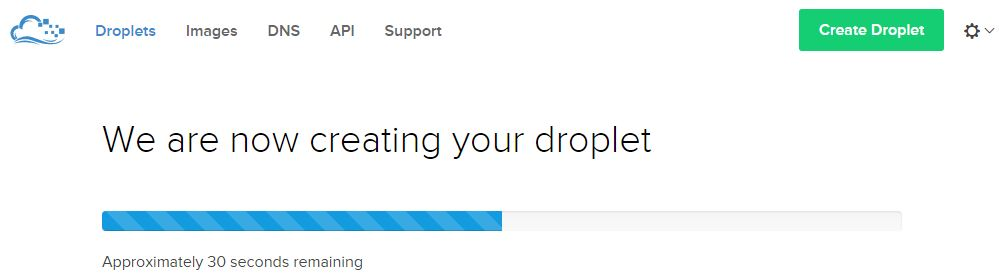 Droplets Images DNS API Support Create Droplet
We are now creating your droplet
Approximately 30 seconds remaining